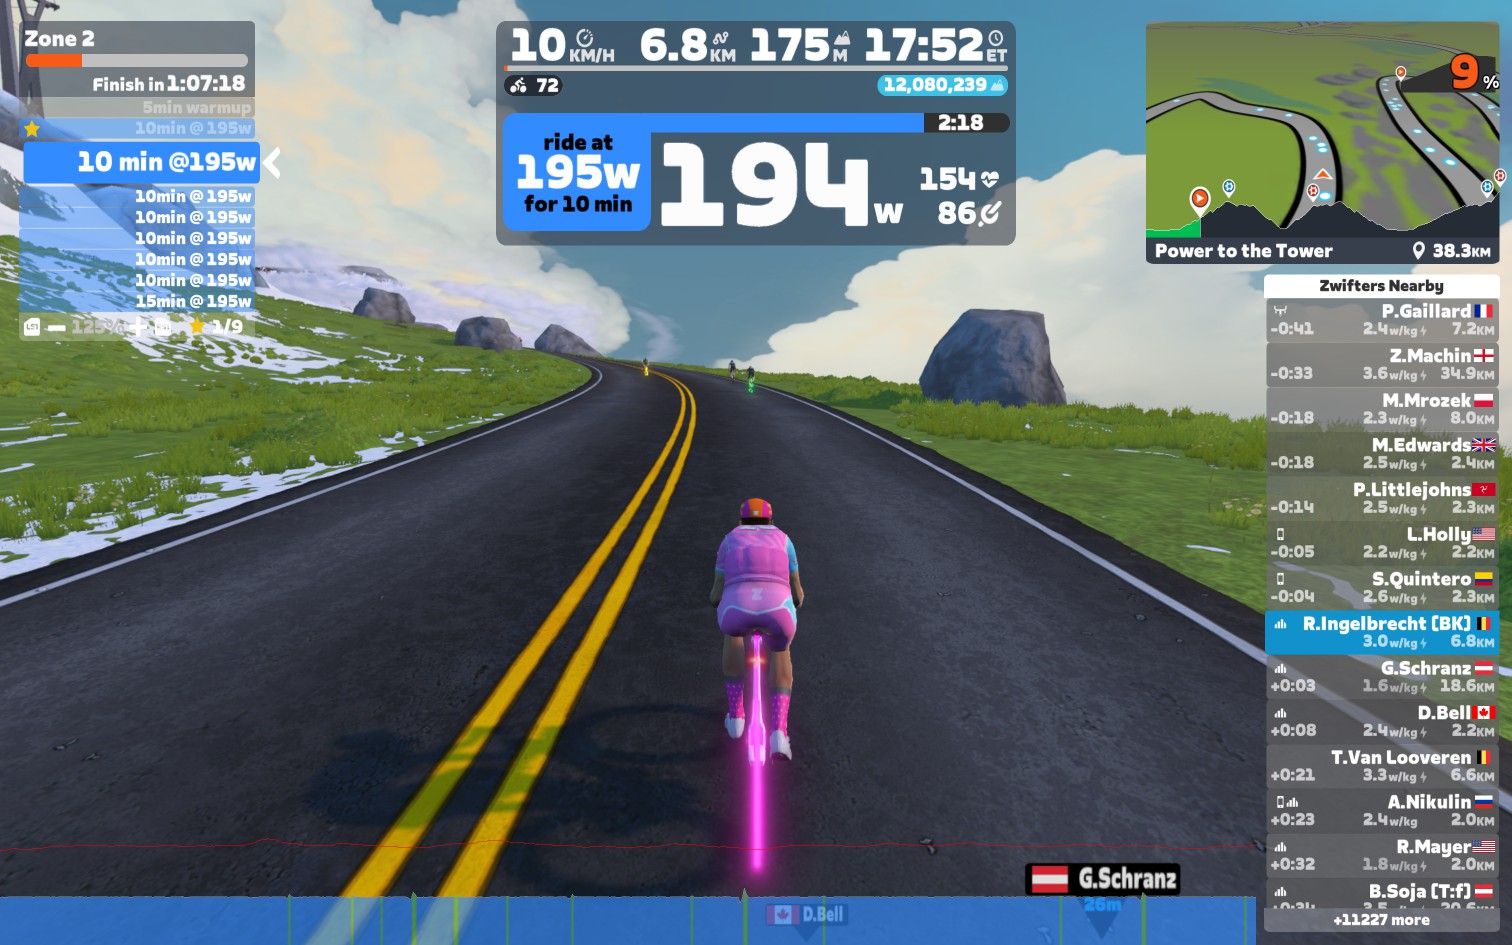 Zone 2
Finish in 1:07:18
5min warmup
10min @ 195w
10 min @195w
10min @ 195w
10min @ 195w
10min @ 195w
10min @ 195w
10min @ 195w
15min @ 195w
125%
1/9
10 KM/H 6.8 KM 175 M 17:52 ET
72
12,080,239
2:18
ride at
195w
for 10 min
194w
154
86
9%
Power to the Tower 38.3KM
Zwifters Nearby
P.Gaillard
-0:41 2.4w/kg 7.2KM
Z.Machin
-0:33 3.6w/kg 34.9KM
M.Mrozek
-0:18 2.3w/kg 8.0KM
M.Edwards
-0:18 2.5w/kg 2.4KM
P.Littlejohns
-0:14 2.5w/kg 2.3KM
L.Holly
-0:05 2.2w/kg 2.2KM
S.Quintero
-0:04 2.6w/kg 2.3KM
R.Ingelbrecht (BK)
3.0w/kg 6.8KM
G.Schranz
+0:03 1.6w/kg 18.6KM
D.Bell
+0:08 2.4w/kg 2.2KM
T.Van Looveren
+0:21 3.3w/kg 6.6KM
A.Nikulin
+0:23 2.4w/kg 2.0KM
R.Mayer
+0:32 1.8w/kg 2.0KM
B.Soja (T:f)
+11227 more
G.Schranz
26m
D.Bell